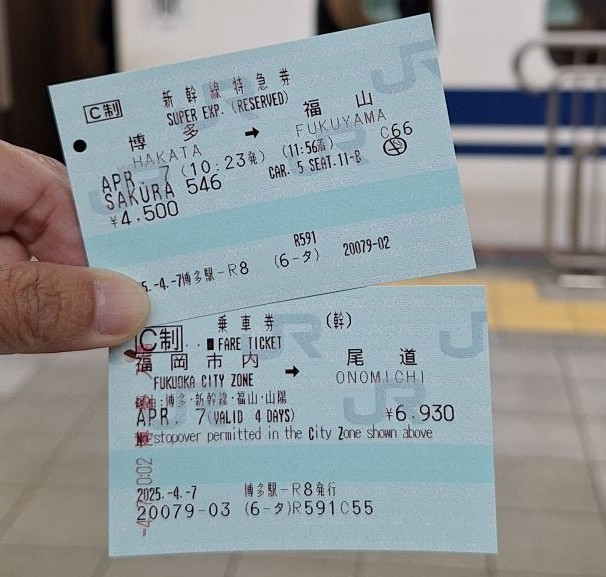 C制
新幹線特急券
SUPER EXP. (RESERVED)
博多 → 福山
HAKATA FUKUYAMA C66
APR. 7 (10:23発) (11:56着)
SAKURA 546 CAR. 5 SEAT.11-B
¥4,500
R591
5.-4.-7博多駅-R8 (6-タ) 20079-02
C制 乗車券 (幹)
■ FARE TICKET
福岡市内 → 尾道
FUKUOKA CITY ZONE ONOMICHI
経由:博多・新幹線・福山・山陽
APR. 7(VALID 4 DAYS) ¥6,930
No stopover permitted in the City Zone shown above
2025.-4.-7 博多駅-R8発行
20079-03 (6-タ)R591C55
JR